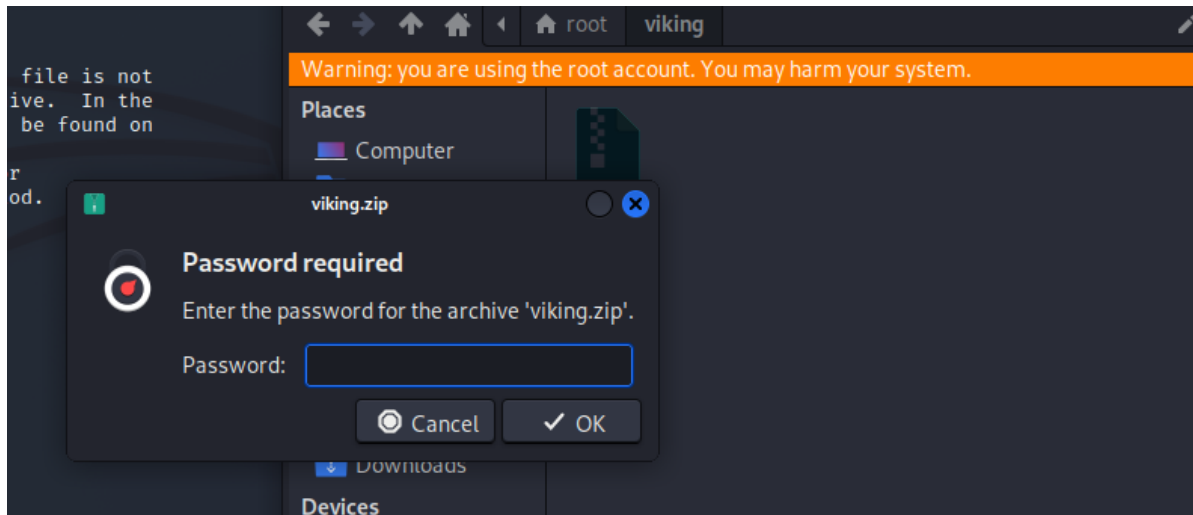 root
viking
Warning: you are using the root account. You may harm your system.
file is not
ive. In the
be found on
r
od.
Places
Computer
viking.zip
Password required
Enter the password for the archive 'viking.zip'.
Password:
Cancel
OK
Downloads
Devices